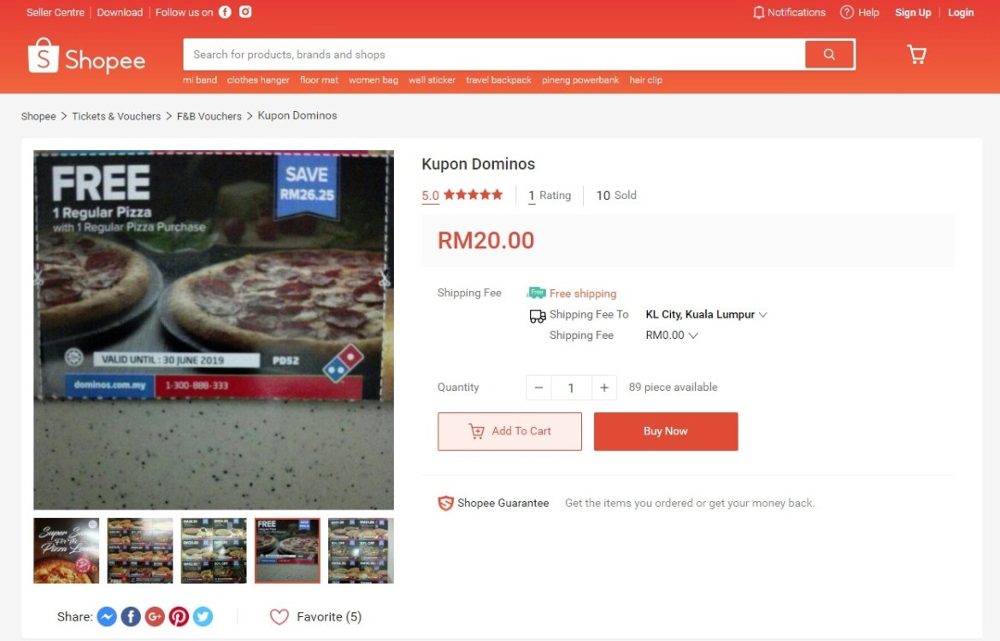 Seller Centre | Download | Follow us on
Notifications Help Sign Up | Login
S Shopee
Search for products, brands and shops
mi band clothes hanger floor mat women bag wall sticker travel backpack pineng powerbank hair clip
Shopee > Tickets & Vouchers > F&B Vouchers > Kupon Dominos
FREE
1 Regular Pizza
with 1 Regular Pizza Purchase
SAVE
RM26.25
VALID UNTIL : 30 JUNE 2019
PD52
dominos.com.my
1-300-888-333
Kupon Dominos
5.0
1 Rating
10 Sold
RM20.00
Shipping Fee
Free
Free shipping
Shipping Fee To KL City, Kuala Lumpur
Shipping Fee RM0.00
Quantity − 1 + 89 piece available
Add To Cart
Buy Now
Shopee Guarantee Get the items you ordered or get your money back.
FREE
FREE
Share:
Favorite (5)